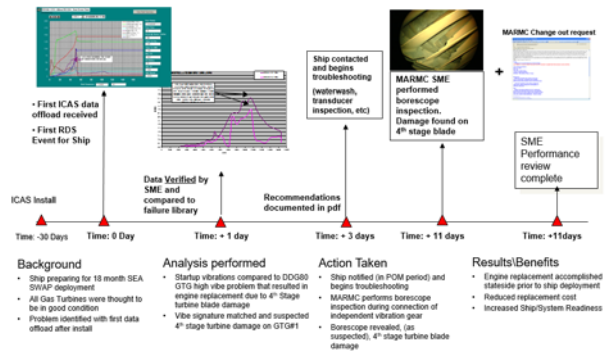 MARMC Change out request
• First ICAS data
offload received
• First RDS
Event for Ship
Ship contacted and begins
troubleshooting
(waterwash,
transducer
inspection, etc)
MARMC SME
performed
borescope
inspection.
Damage found on
4th stage blade
+
SME
Performance
review
complete
ICAS Install
Data Verified by
SME and
compared to
failure library
Recommendations
documented in pdf
Time: -30 Days
Time: 0 Day
Time: + 1 day
Time: + 3 days
Time: + 11 days
Time: +11days
Background
• Ship preparing for 18 month SEA
SWAP deployment
• All Gas Turbines were thought to
be in good condition
• Problem identified with first data
offload after install
Analysis performed
• Startup vibrations compared to DDG80
GTG high vibe problem that resulted in
engine replacement due to 4th Stage
turbine blade damage
• Vibe signature matched and suspected
4th stage turbine damage on GTG#1
Action Taken
• Ship notified (in POM period) and
begins troubleshooting
• MARMC performs borescope
inspection during connection of
independent vibration gear
• Borescope revealed, (as
suspected), 4th stage turbine blade
damage
Results\Benefits
• Engine replacement accomplished
stateside prior to ship deployment
• Reduced replacement cost
• Increased Ship/System Readiness